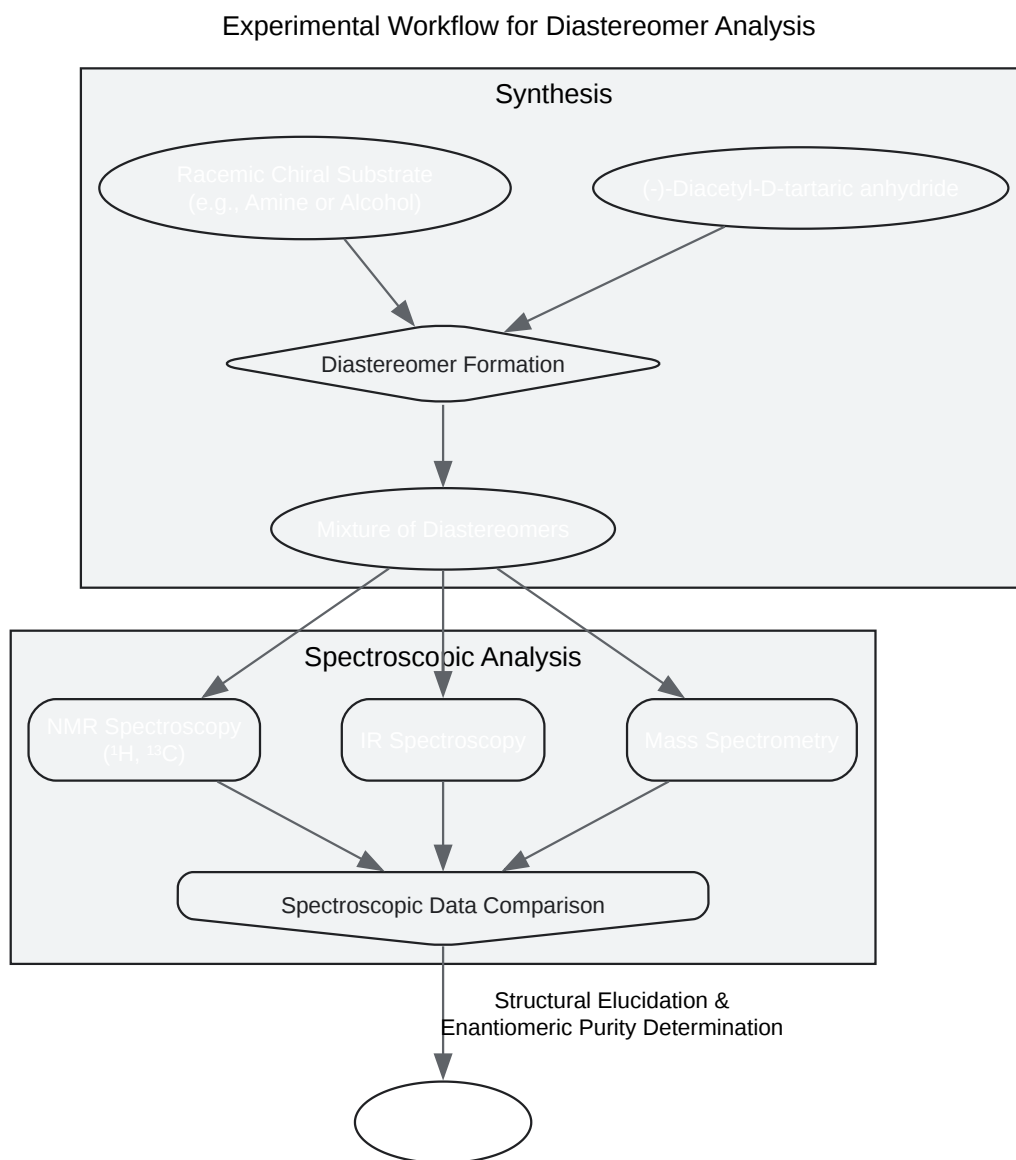 Experimental Workflow for Diastereomer Analysis
Synthesis
Racemic Chiral Substrate
(e.g., Amine or Alcohol)
(-)-Diacetyl-D-tartaric anhydride
Diastereomer Formation
Mixture of Diastereomers
Spectroscopic Analysis
NMR Spectroscopy
(¹H, ¹³C)
IR Spectroscopy
Mass Spectrometry
Spectroscopic Data Comparison
Structural Elucidation &
Enantiomeric Purity Determination